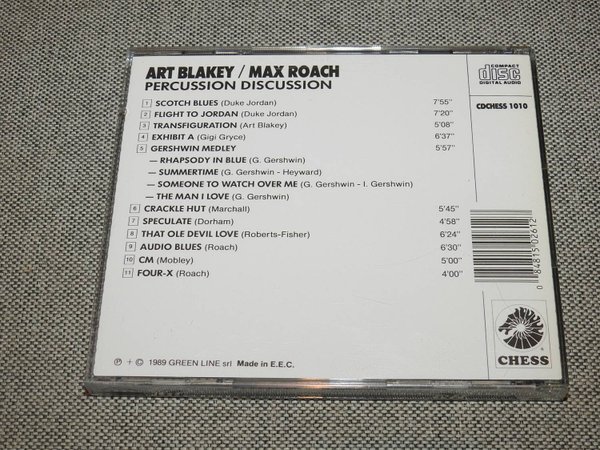 ART BLAKEY / MAX ROACH
PERCUSSION DISCUSSION
COMPACT
disc
DIGITAL AUDIO
CDCHESS 1010
1 SCOTCH BLUES (Duke Jordan) 7'55"
2 FLIGHT TO JORDAN (Duke Jordan) 7'20"
3 TRANSFIGURATION (Art Blakey) 5'08"
4 EXHIBIT A (Gigi Gryce) 6'37"
5 GERSHWIN MEDLEY 5'57"
— RHAPSODY IN BLUE (G. Gershwin)
— SUMMERTIME (G. Gershwin - Heyward)
— SOMEONE TO WATCH OVER ME (G. Gershwin - I. Gershwin)
— THE MAN I LOVE (G. Gershwin)
6 CRACKLE HUT (Marchall) 5'45"
7 SPECULATE (Dorham) 4'58"
8 THAT OLE DEVIL LOVE (Roberts-Fisher) 6'24"
9 AUDIO BLUES (Roach) 6'30"
10 CM (Mobley) 5'00"
11 FOUR-X (Roach) 4'00"
0 84815 02612
CHESS
℗ + © 1989 GREEN LINE srl Made in E.E.C.